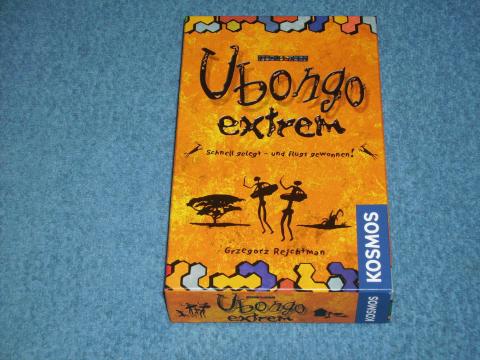 Ubongo
extrem
Schnell gelegt – und flugs gewonnen!
Grzegorz Rejchtman
KOSMOS
Ubongo
extrem
KOSMOS